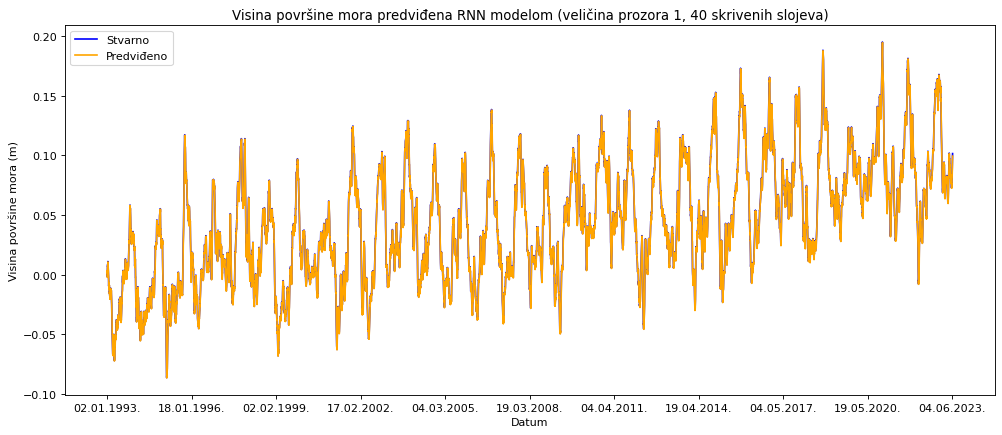 Visina površine mora predviđena RNN modelom (veličina prozora 1, 40 skrivenih slojeva)
Stvarno
Predviđeno
Visina površine mora (m)
0.20
0.15
0.10
0.05
0.00
−0.05
−0.10
02.01.1993. 18.01.1996. 02.02.1999. 17.02.2002. 04.03.2005. 19.03.2008. 04.04.2011. 19.04.2014. 04.05.2017. 19.05.2020. 04.06.2023.
Datum